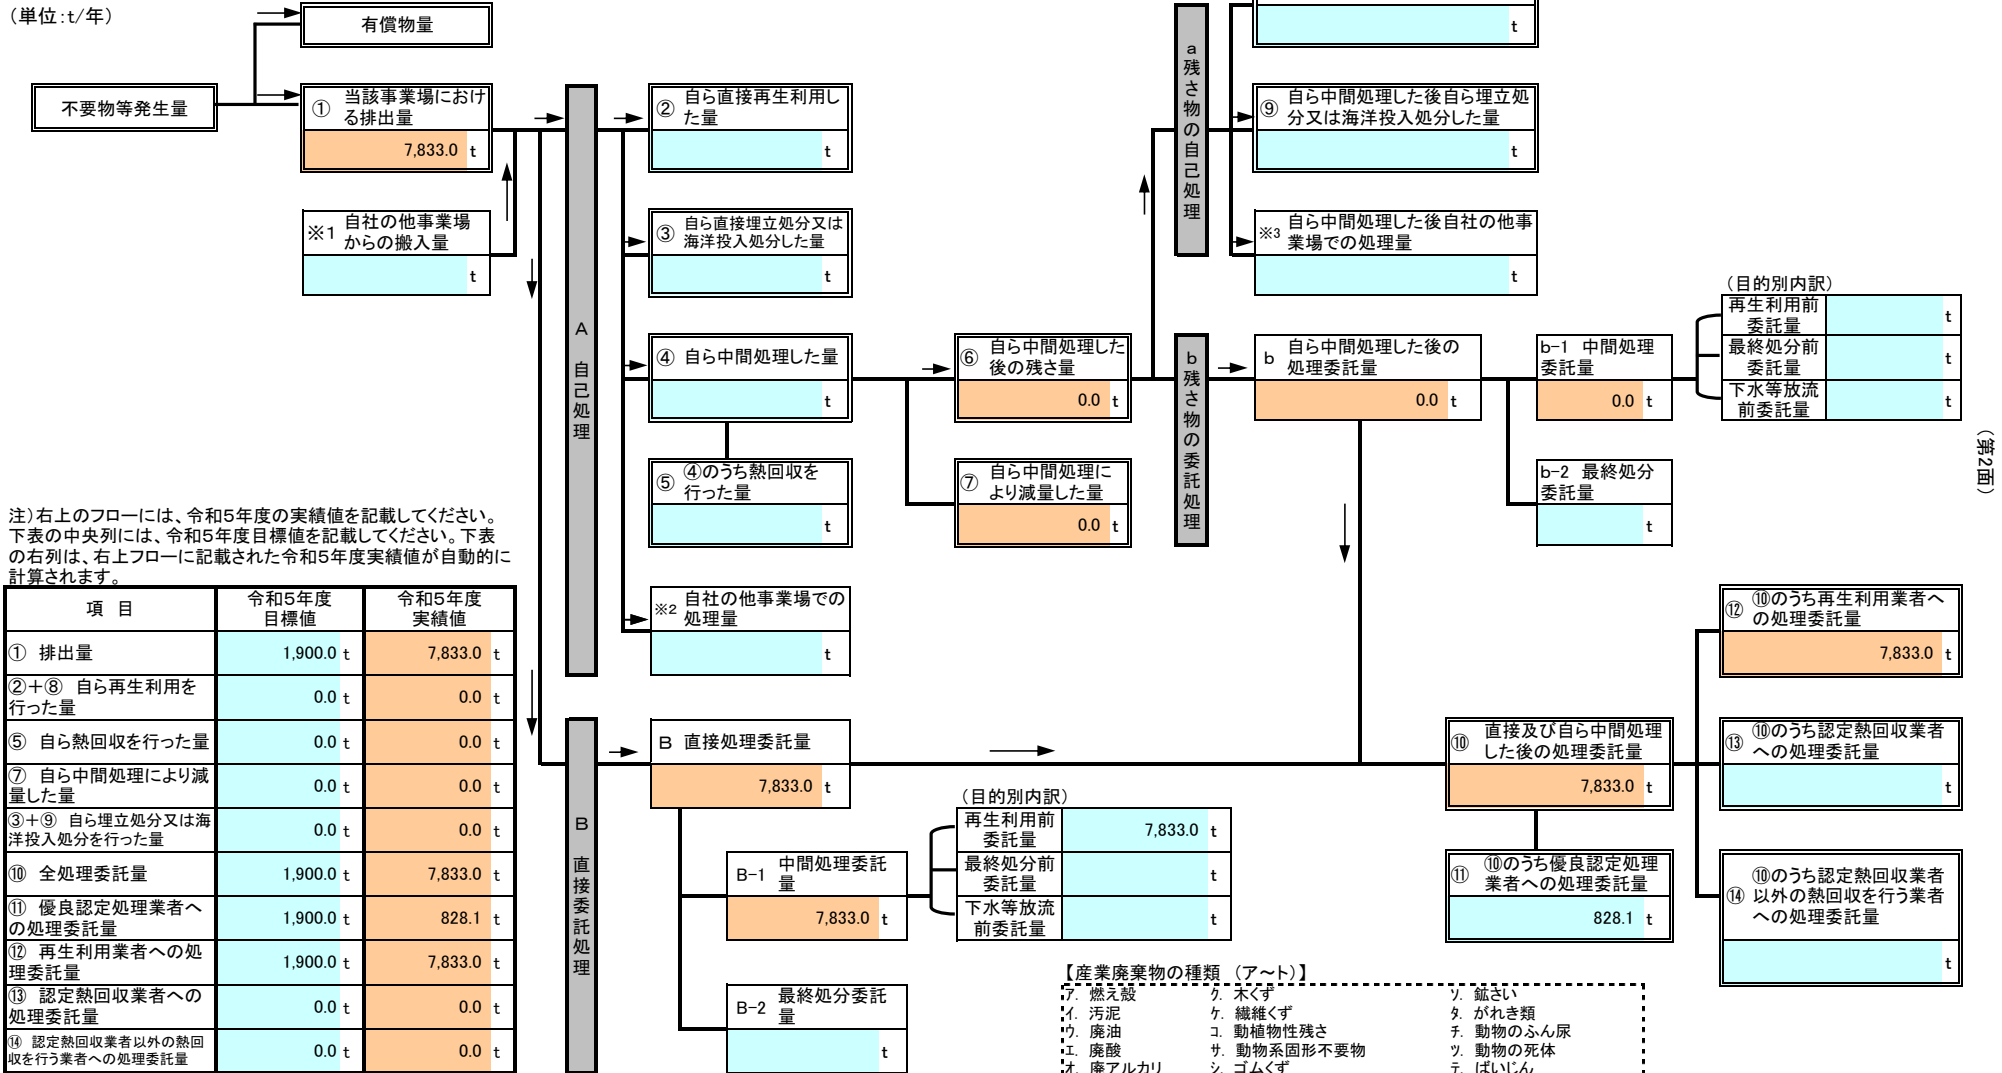 (単位:t/年)
有償物量
不要物等発生量
① 当該事業場におけ
る排出量
7,833.0 t
※1 自社の他事業場
からの搬入量
t
A 自己処理
② 自ら直接再生利用し
た量
t
③ 自ら直接埋立処分又は
海洋投入処分した量
t
④ 自ら中間処理した量
t
⑤ ④のうち熱回収を
行った量
t
※2 自社の他事業場での
処理量
t
⑥ 自ら中間処理した
後の残さ量
0.0 t
⑦ 自ら中間処理に
より減量した量
0.0 t
a残さ物の自己処理
t
⑨ 自ら中間処理した後自ら埋立処
分又は海洋投入処分した量
t
※3 自ら中間処理した後自社の他事
業場での処理量
t
b残さ物の委託処理
b 自ら中間処理した後の
処理委託量
0.0 t
b-1 中間処理
委託量
0.0 t
b-2 最終処分
委託量
t
(目的別内訳)
再生利用前
委託量
t
最終処分前
委託量
t
下水等放流
前委託量
t
(第2面)
注)右上のフローには、令和5年度の実績値を記載してください。
下表の中央列には、令和5年度目標値を記載してください。下表
の右列は、右上フローに記載された令和5年度実績値が自動的に
計算されます。
項 目 令和5年度 目標値 令和5年度 実績値
① 排出量 1,900.0 t 7,833.0 t
②+⑧ 自ら再生利用を
行った量 0.0 t 0.0 t
⑤ 自ら熱回収を行った量 0.0 t 0.0 t
⑦ 自ら中間処理により減
量した量 0.0 t 0.0 t
③+⑨ 自ら埋立処分又は海
洋投入処分を行った量 0.0 t 0.0 t
⑩ 全処理委託量 1,900.0 t 7,833.0 t
⑪ 優良認定処理業者へ
の処理委託量 1,900.0 t 828.1 t
⑫ 再生利用業者への処
理委託量 1,900.0 t 7,833.0 t
⑬ 認定熱回収業者への
処理委託量 0.0 t 0.0 t
⑭ 認定熱回収業者以外の熱回
収を行う業者への処理委託量 0.0 t 0.0 t
B 直接委託処理
B 直接処理委託量
7,833.0 t
B-1 中間処理委託
量
7,833.0 t
B-2 最終処分委託
量
t
(目的別内訳)
再生利用前
委託量
7,833.0 t
最終処分前
委託量
t
下水等放流
前委託量
t
⑩ 直接及び自ら中間処理
した後の処理委託量
7,833.0 t
⑪ ⑩のうち優良認定処理
業者への処理委託量
828.1 t
⑫ ⑩のうち再生利用業者へ
の処理委託量
7,833.0 t
⑬ ⑩のうち認定熱回収業者
への処理委託量
t
⑭ ⑩のうち認定熱回収業者
以外の熱回収を行う業者
への処理委託量
t
【産業廃棄物の種類 (ア~ト)】
ア. 燃え殻 ク. 木くず ソ. 鉱さい
イ. 汚泥 ケ. 繊維くず タ. がれき類
ウ. 廃油 コ. 動植物性残さ チ. 動物のふん尿
エ. 廃酸 サ. 動物系固形不要物 ツ. 動物の死体
オ. 廃アルカリ シ. ゴムくず テ. ばいじん